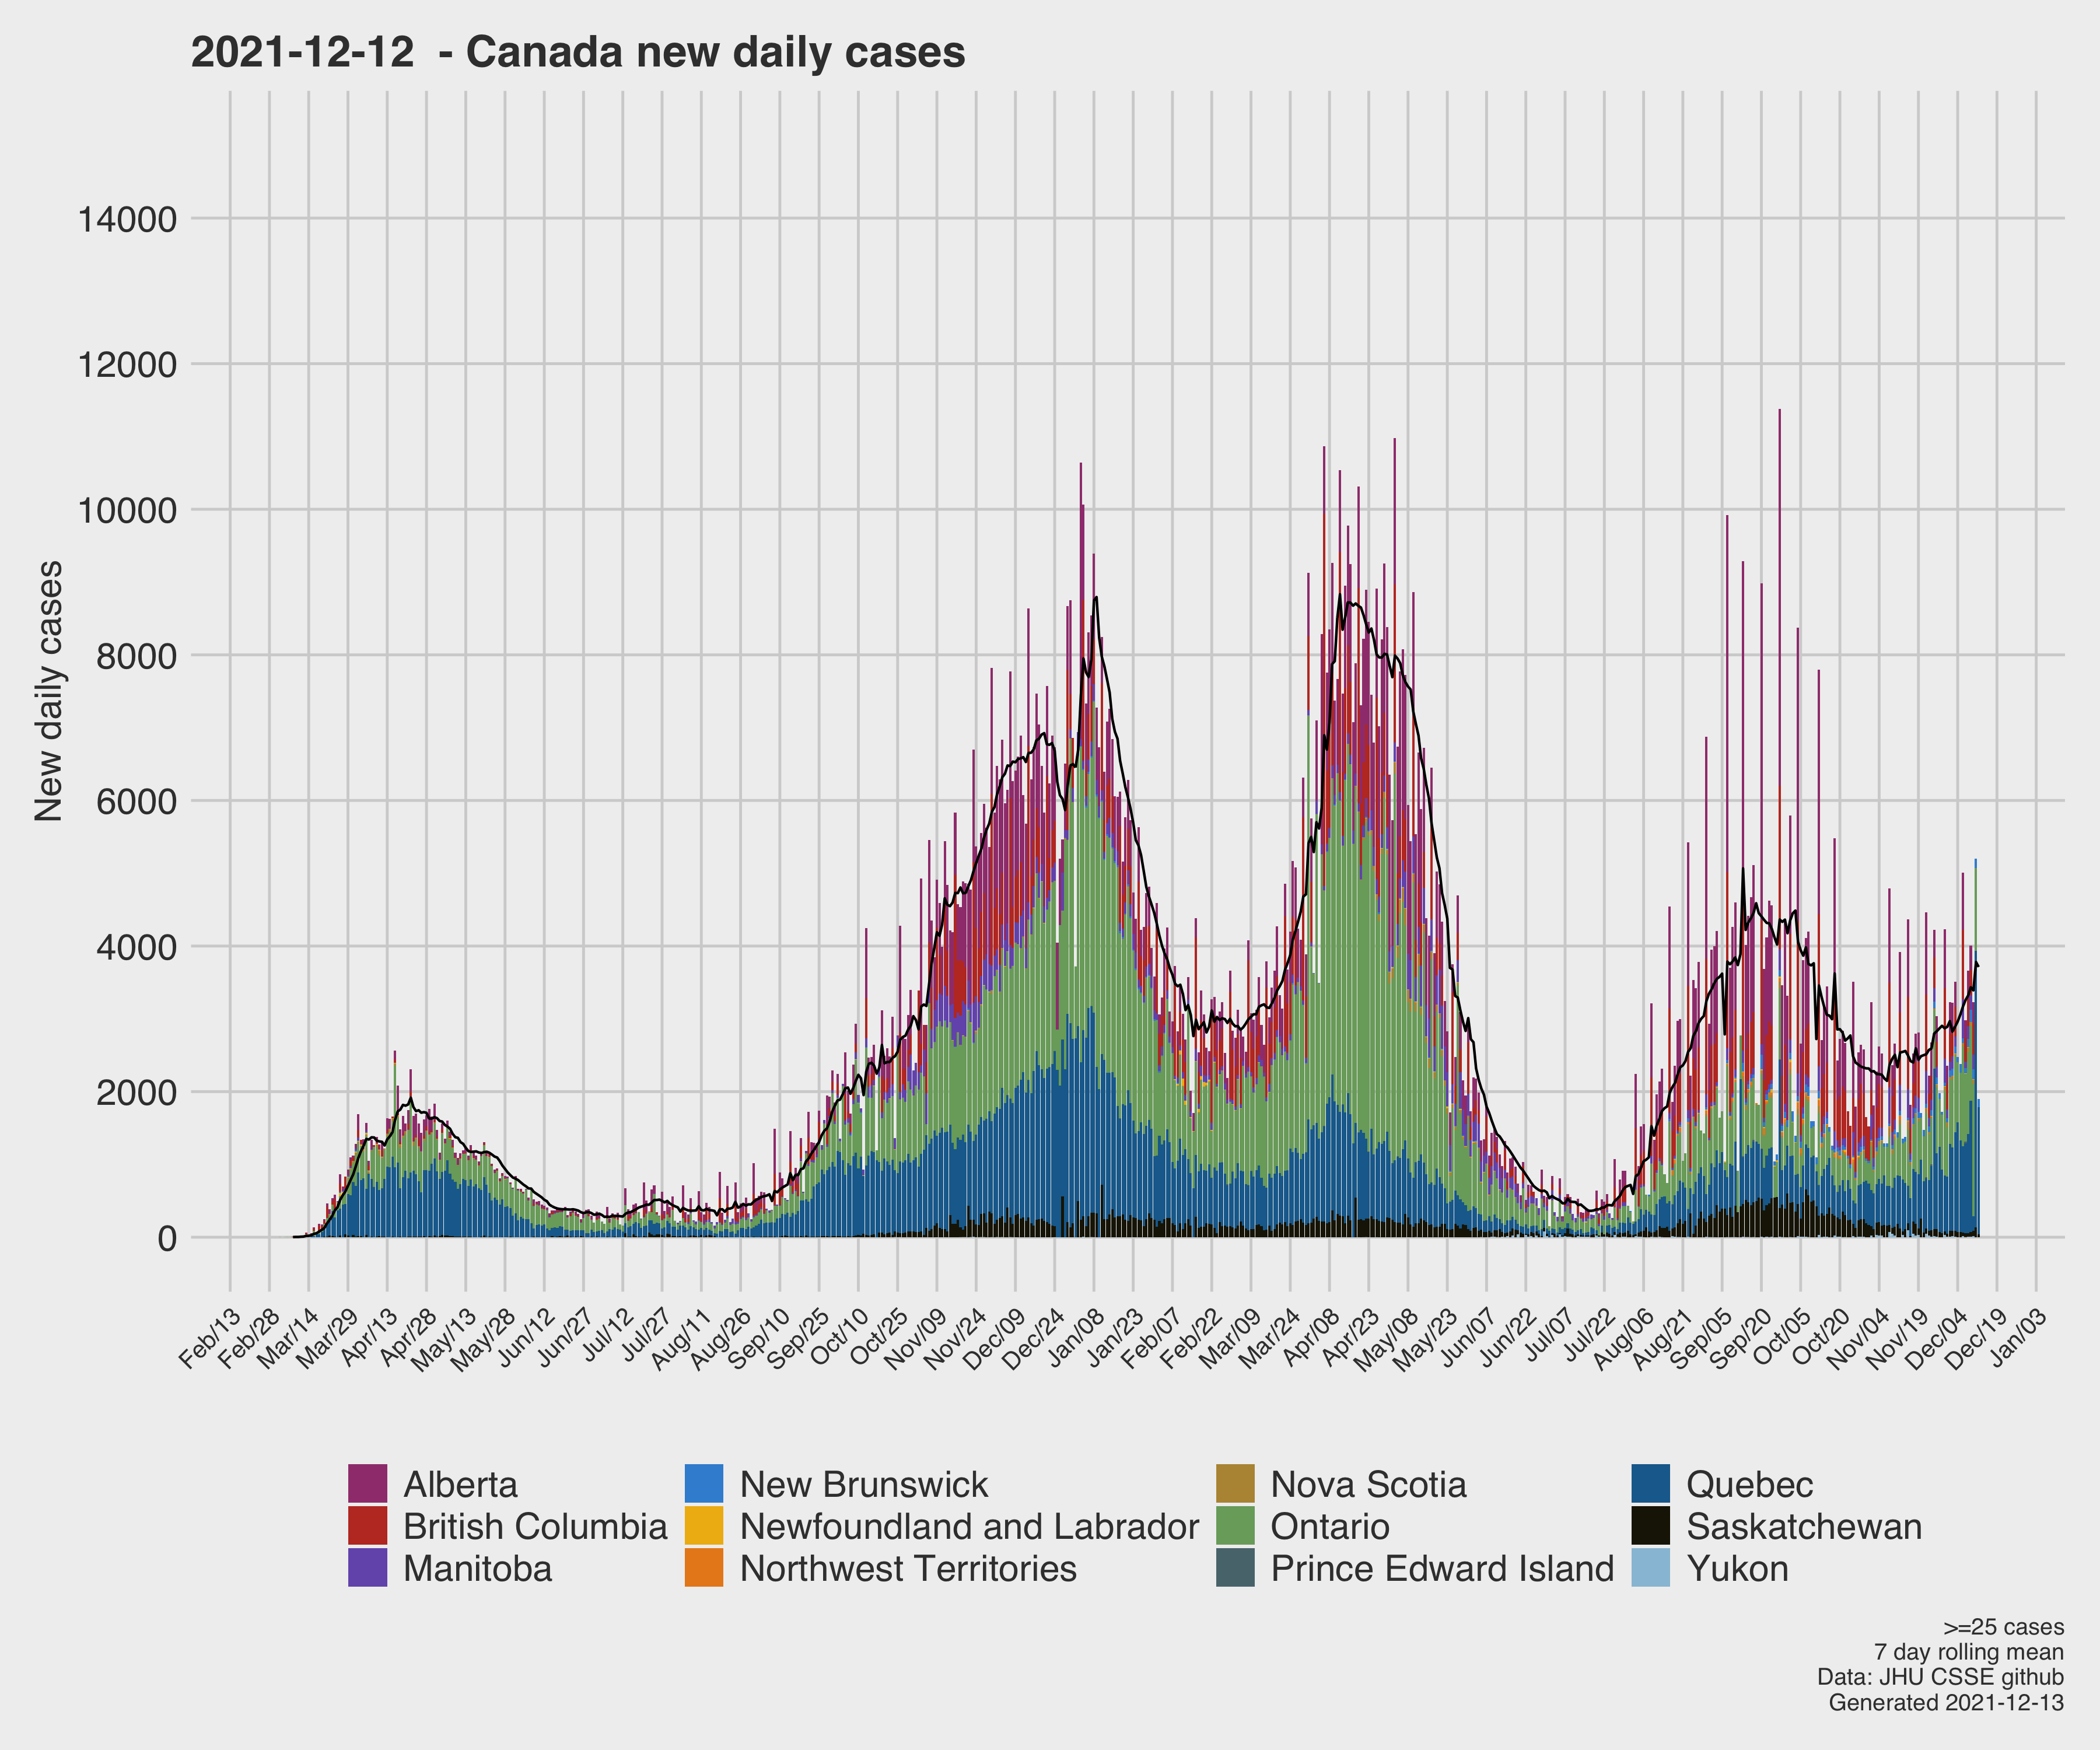 2021-12-12  - Canada new daily cases
New daily cases
14000
12000
10000
8000
6000
4000
2000
0
Feb/13
Feb/28
Mar/14
Mar/29
Apr/13
Apr/28
May/13
May/28
Jun/12
Jun/27
Jul/12
Jul/27
Aug/11
Aug/26
Sep/10
Sep/25
Oct/10
Oct/25
Nov/09
Nov/24
Dec/09
Dec/24
Jan/08
Jan/23
Feb/07
Feb/22
Mar/09
Mar/24
Apr/08
Apr/23
May/08
May/23
Jun/07
Jun/22
Jul/07
Jul/22
Aug/06
Aug/21
Sep/05
Sep/20
Oct/05
Oct/20
Nov/04
Nov/19
Dec/04
Dec/19
Jan/03
Alberta
British Columbia
Manitoba
New Brunswick
Newfoundland and Labrador
Northwest Territories
Nova Scotia
Ontario
Prince Edward Island
Quebec
Saskatchewan
Yukon
>=25 cases
7 day rolling mean
Data: JHU CSSE github
Generated 2021-12-13